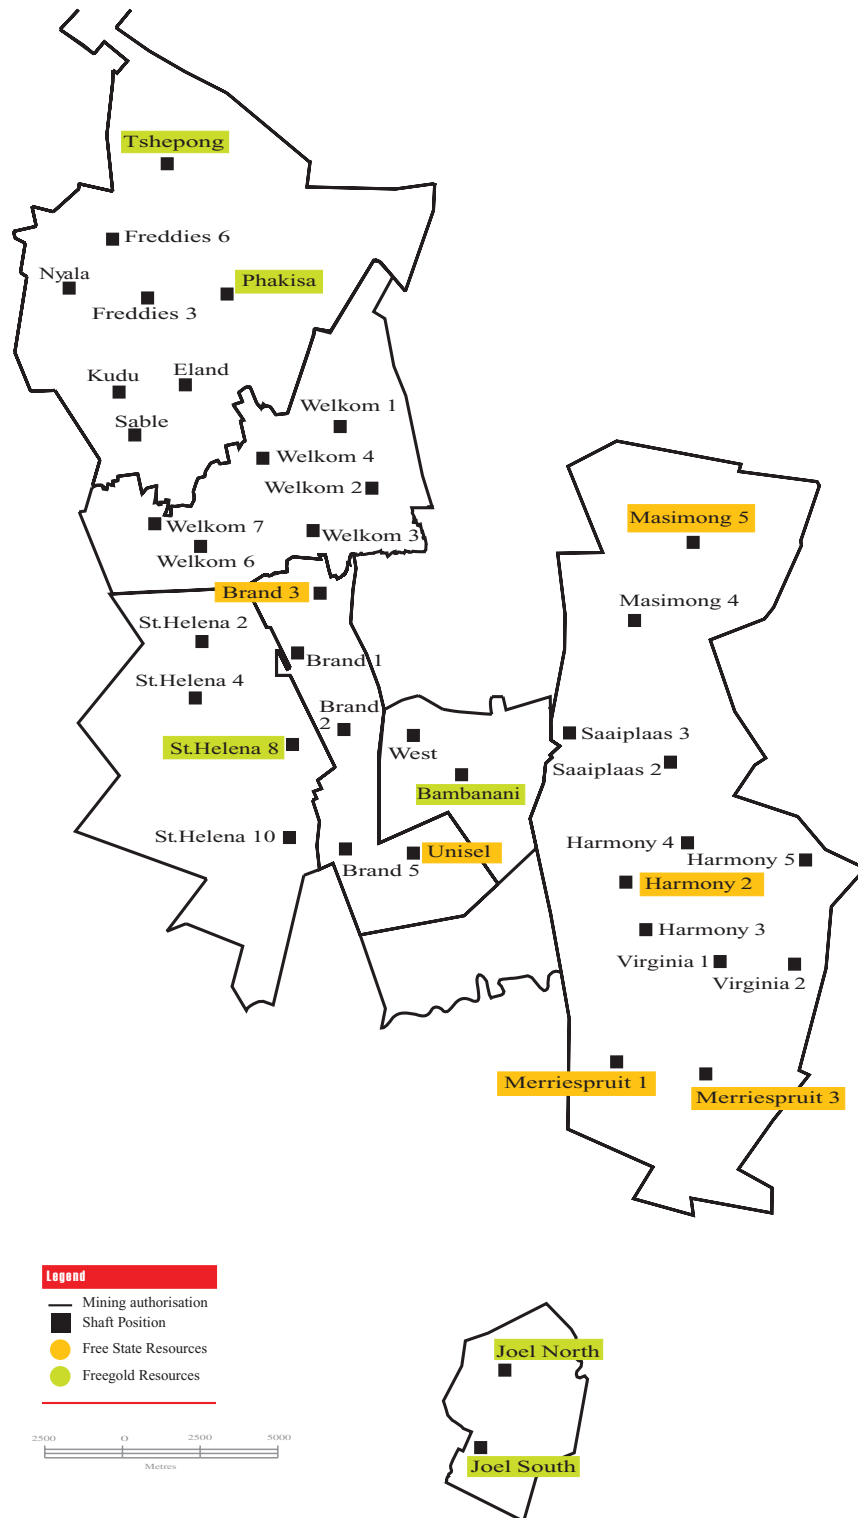 Tshepong
Freddies 6
Nyala
Phakisa
Freddies 3
Kudu
Eland
Sable
Welkom 1
Welkom 4
Welkom 2
Welkom 7
Welkom 3
Welkom 6
Masimong 5
Brand 3
Masimong 4
St.Helena 2
Brand 1
St.Helena 4
Brand
2
West
Saaiplaas 3
St.Helena 8
Saaiplaas 2
Bambanani
St.Helena 10
Harmony 4
Unisel
Harmony 5
Brand 5
Harmony 2
Harmony 3
Virginia 1
Virginia 2
Merriespruit 1
Merriespruit 3
Legend
Mining authorisation
Shaft Position
Free State Resources
Freegold Resources
2500 O 2500 5000
Metres
Joel North
Joel South